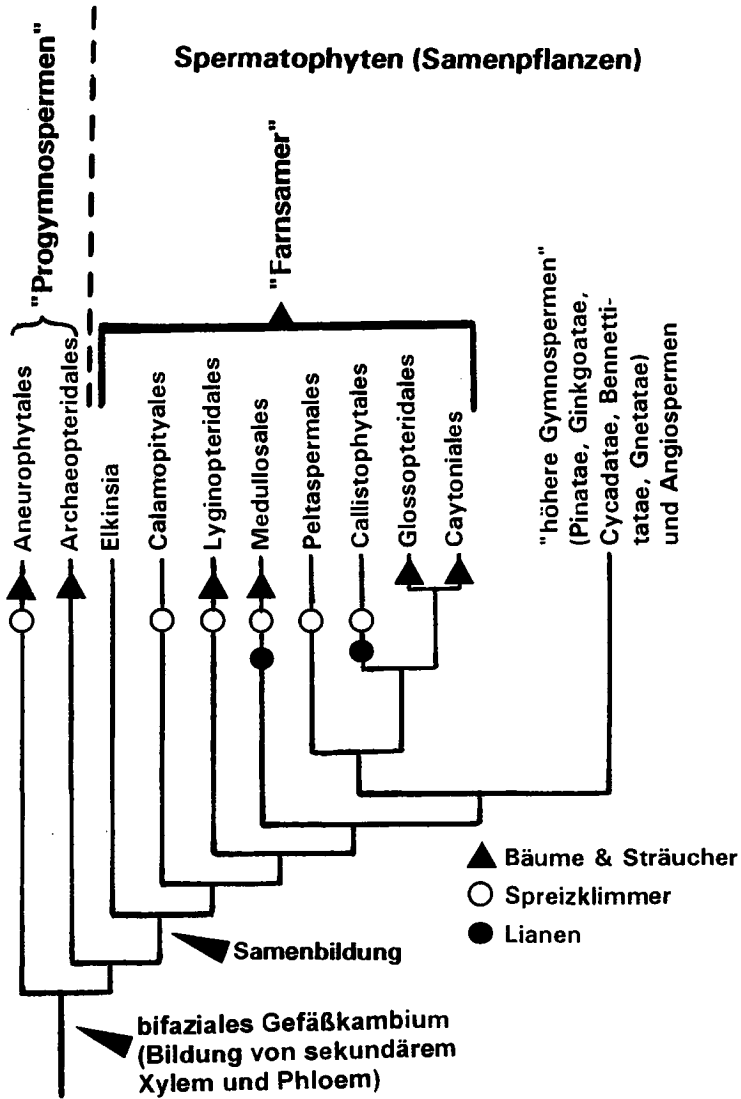 Spermatophyten (Samenpflanzen)
"Progymnospermen"
"Farnsamer"
Aneurophytales
Archaeopteridales
Elkinsia
Calamopityales
Lyginopteridales
Medullosales
Peltaspermales
Callistophytales
Glossopteridales
Caytoniales
"höhere Gymnospermen"
(Pinatae, Ginkgoatae,
Cycadatae, Bennetti-
tatae, Gnetatae)
und Angiospermen
Bäume & Sträucher
Spreizklimmer
Lianen
Samenbildung
bifaziales Gefäßkambium
(Bildung von sekundärem
Xylem und Phloem)